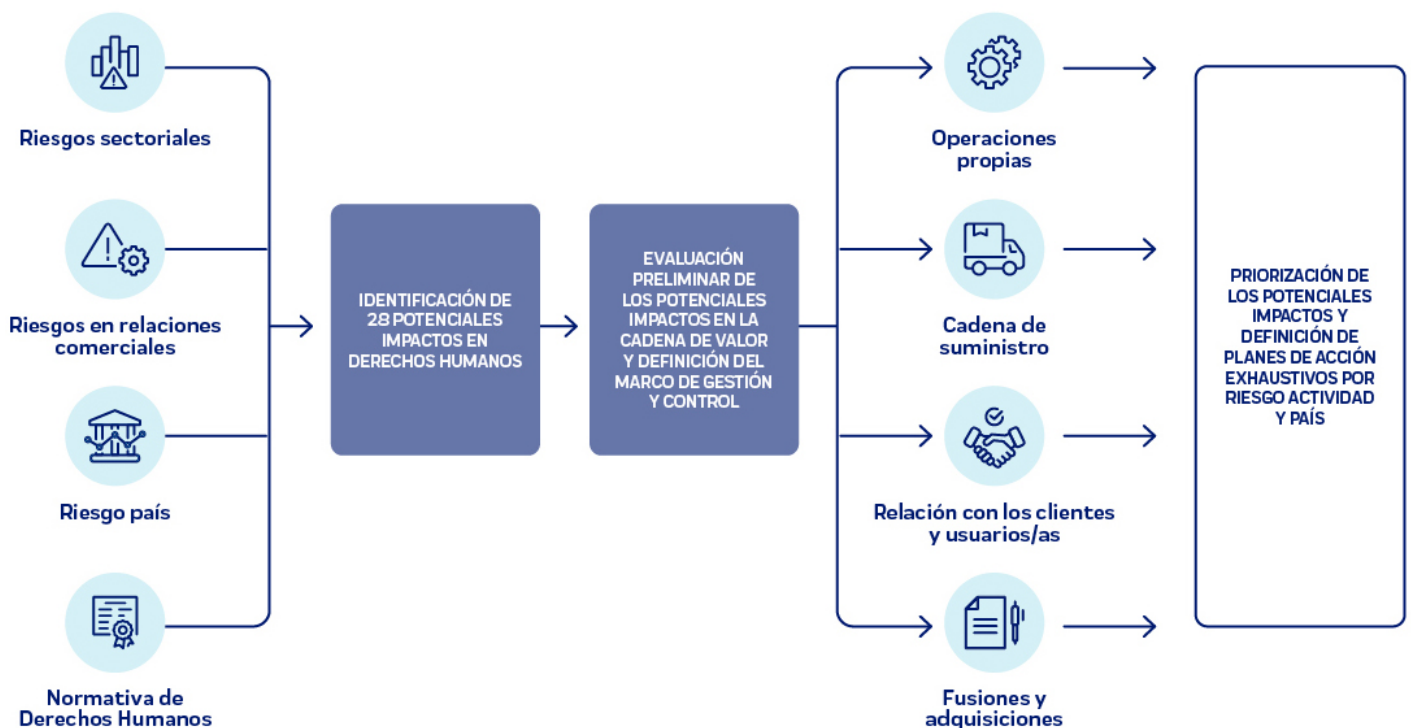 Riesgos sectoriales
Riesgos en relaciones
comerciales
Riesgo país
Normativa de
Derechos Humanos
IDENTIFICACIÓN DE
28 POTENCIALES
IMPACTOS EN
DERECHOS HUMANOS
EVALUACIÓN
PRELIMINAR DE
LOS POTENCIALES
IMPACTOS EN LA
CADENA DE VALOR
Y DEFINICIÓN DEL
MARCO DE GESTIÓN
Y CONTROL
Operaciones
propias
Cadena de
suministro
Relación con los clientes
y usuarios/as
Fusiones y
adquisiciones
PRIORIZACIÓN DE
LOS POTENCIALES
IMPACTOS Y
DEFINICIÓN DE
PLANES DE ACCIÓN
EXHAUSTIVOS POR
RIESGO ACTIVIDAD
Y PAÍS